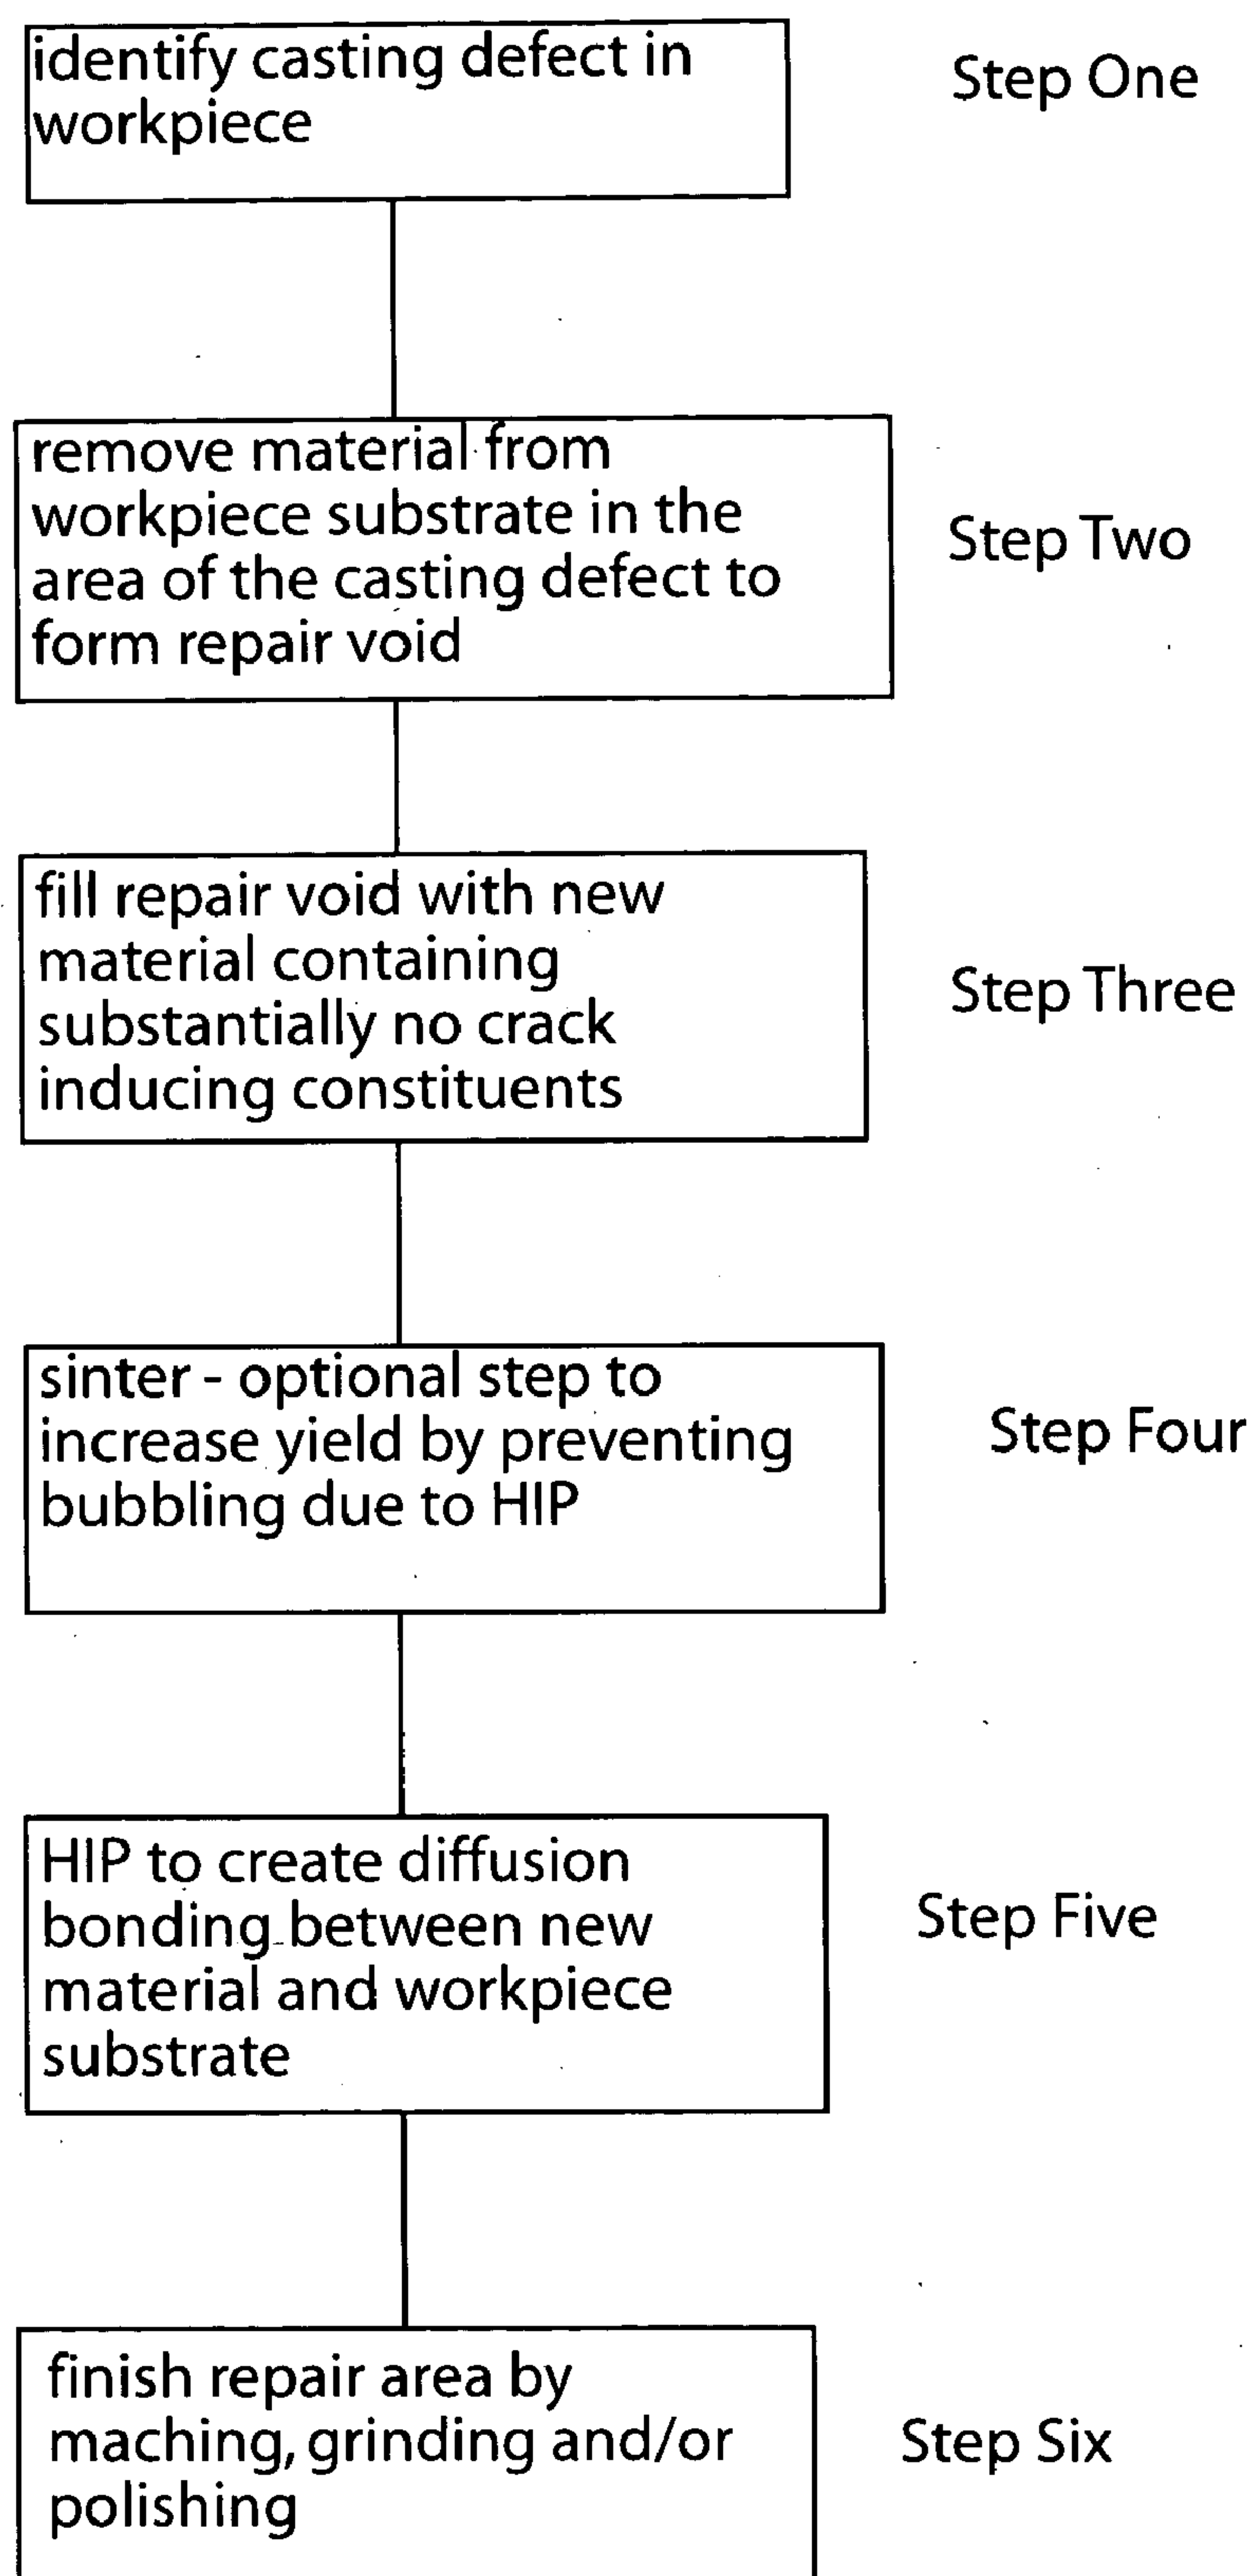 identify casting defect in
workpiece
Step One
remove material from
workpiece substrate in the
area of the casting defect to
form repair void
Step Two
fill repair void with new
material containing
substantially no crack
inducing constituents
Step Three
sinter - optional step to
increase yield by preventing
bubbling due to HIP
Step Four
HIP to create diffusion
bonding between new
material and workpiece
substrate
Step Five
finish repair area by
maching, grinding and/or
polishing
Step Six